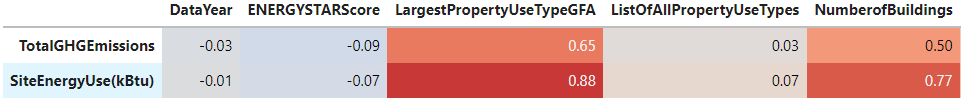 DataYear ENERGYSTARScore LargestPropertyUseTypeGFA ListOfAllPropertyUseTypes NumberofBuildings
TotalGHGEmissions -0.03 -0.09 0.65 0.03 0.50
SiteEnergyUse(kBtu) -0.01 -0.07 0.88 0.07 0.77